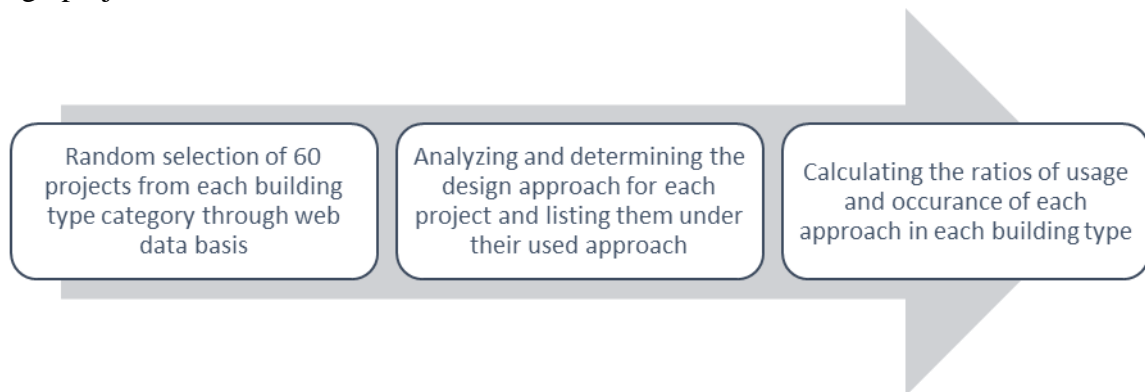 Random selection of 60
projects from each building
type category through web
data basis
Analyzing and determining the
design approach for each
project and listing them under
their used approach
Calculating the ratios of usage
and occurance of each
approach in each building type